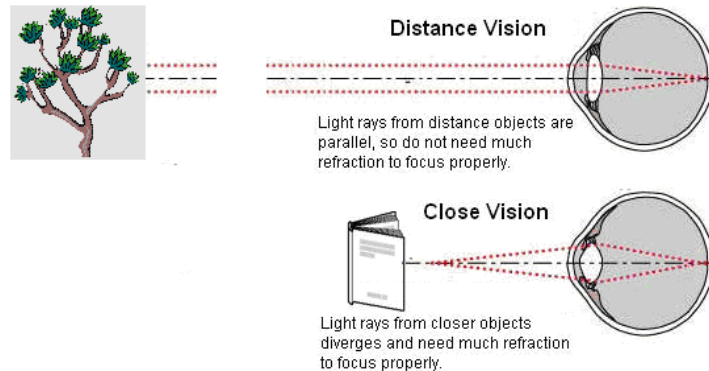 Distance Vision
Light rays from distance objects are
parallel, so do not need much
refraction to focus properly.
Close Vision
Light rays from closer objects
diverges and need much refraction
to focus properly.